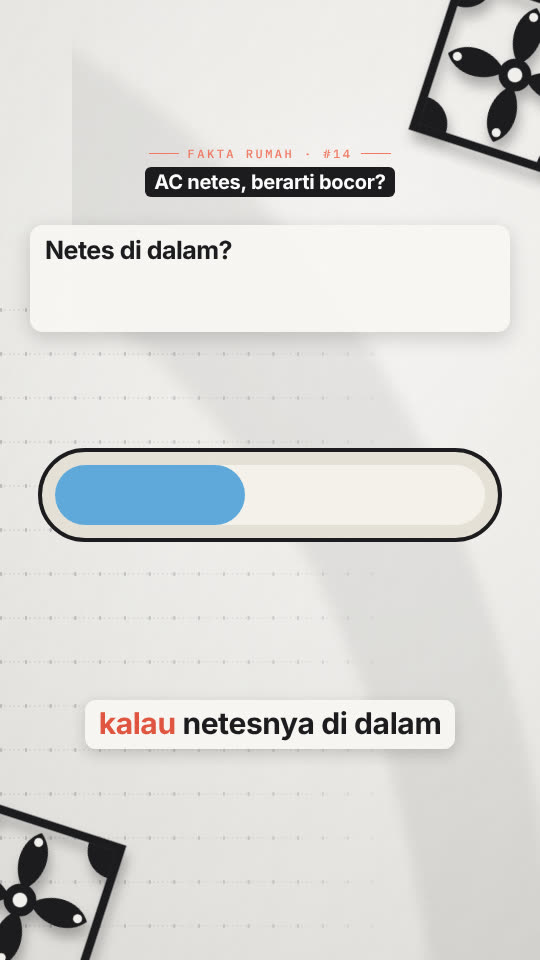 FAKTA RUMAH · #14
AC netes, berarti bocor?
Netes di dalam?
kalau netesnya di dalam